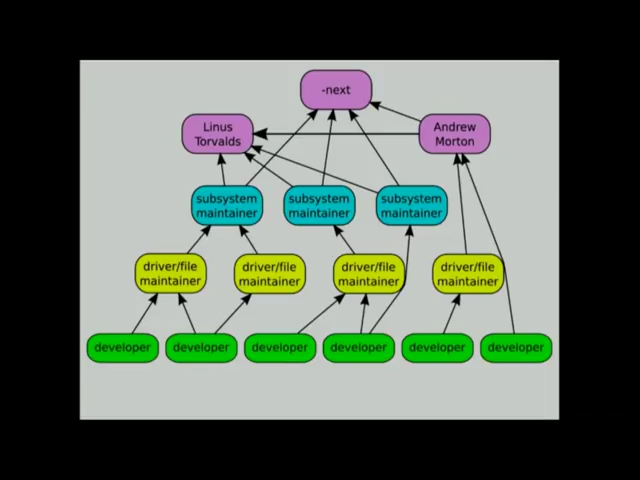 -next
Linus
Torvalds
Andrew
Morton
subsystem
maintainer
subsystem
maintainer
subsystem
maintainer
driver/file
maintainer
driver/file
maintainer
driver/file
maintainer
driver/file
maintainer
developer
developer
developer
developer
developer
developer